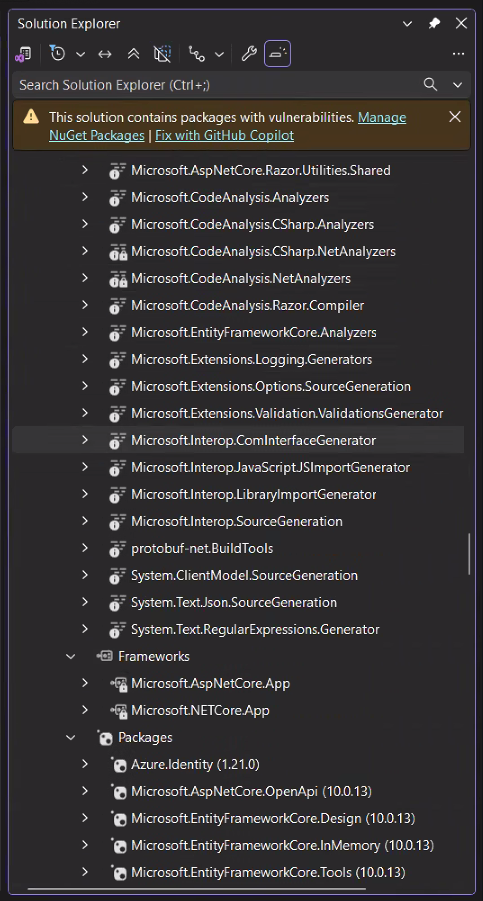 Solution Explorer
Search Solution Explorer (Ctrl+;)
This solution contains packages with vulnerabilities. Manage
NuGet Packages | Fix with GitHub Copilot
Microsoft.AspNetCore.Razor.Utilities.Shared
Microsoft.CodeAnalysis.Analyzers
Microsoft.CodeAnalysis.CSharp.Analyzers
Microsoft.CodeAnalysis.CSharp.NetAnalyzers
Microsoft.CodeAnalysis.NetAnalyzers
Microsoft.CodeAnalysis.Razor.Compiler
Microsoft.EntityFrameworkCore.Analyzers
Microsoft.Extensions.Logging.Generators
Microsoft.Extensions.Options.SourceGeneration
Microsoft.Extensions.Validation.ValidationsGenerator
Microsoft.Interop.ComInterfaceGenerator
Microsoft.Interop.JavaScript.JSImportGenerator
Microsoft.Interop.LibraryImportGenerator
Microsoft.Interop.SourceGeneration
protobuf-net.BuildTools
System.ClientModel.SourceGeneration
System.Text.Json.SourceGeneration
System.Text.RegularExpressions.Generator
Frameworks
Microsoft.AspNetCore.App
Microsoft.NETCore.App
Packages
Azure.Identity (1.21.0)
Microsoft.AspNetCore.OpenApi (10.0.13)
Microsoft.EntityFrameworkCore.Design (10.0.13)
Microsoft.EntityFrameworkCore.InMemory (10.0.13)
Microsoft.EntityFrameworkCore.Tools (10.0.13)